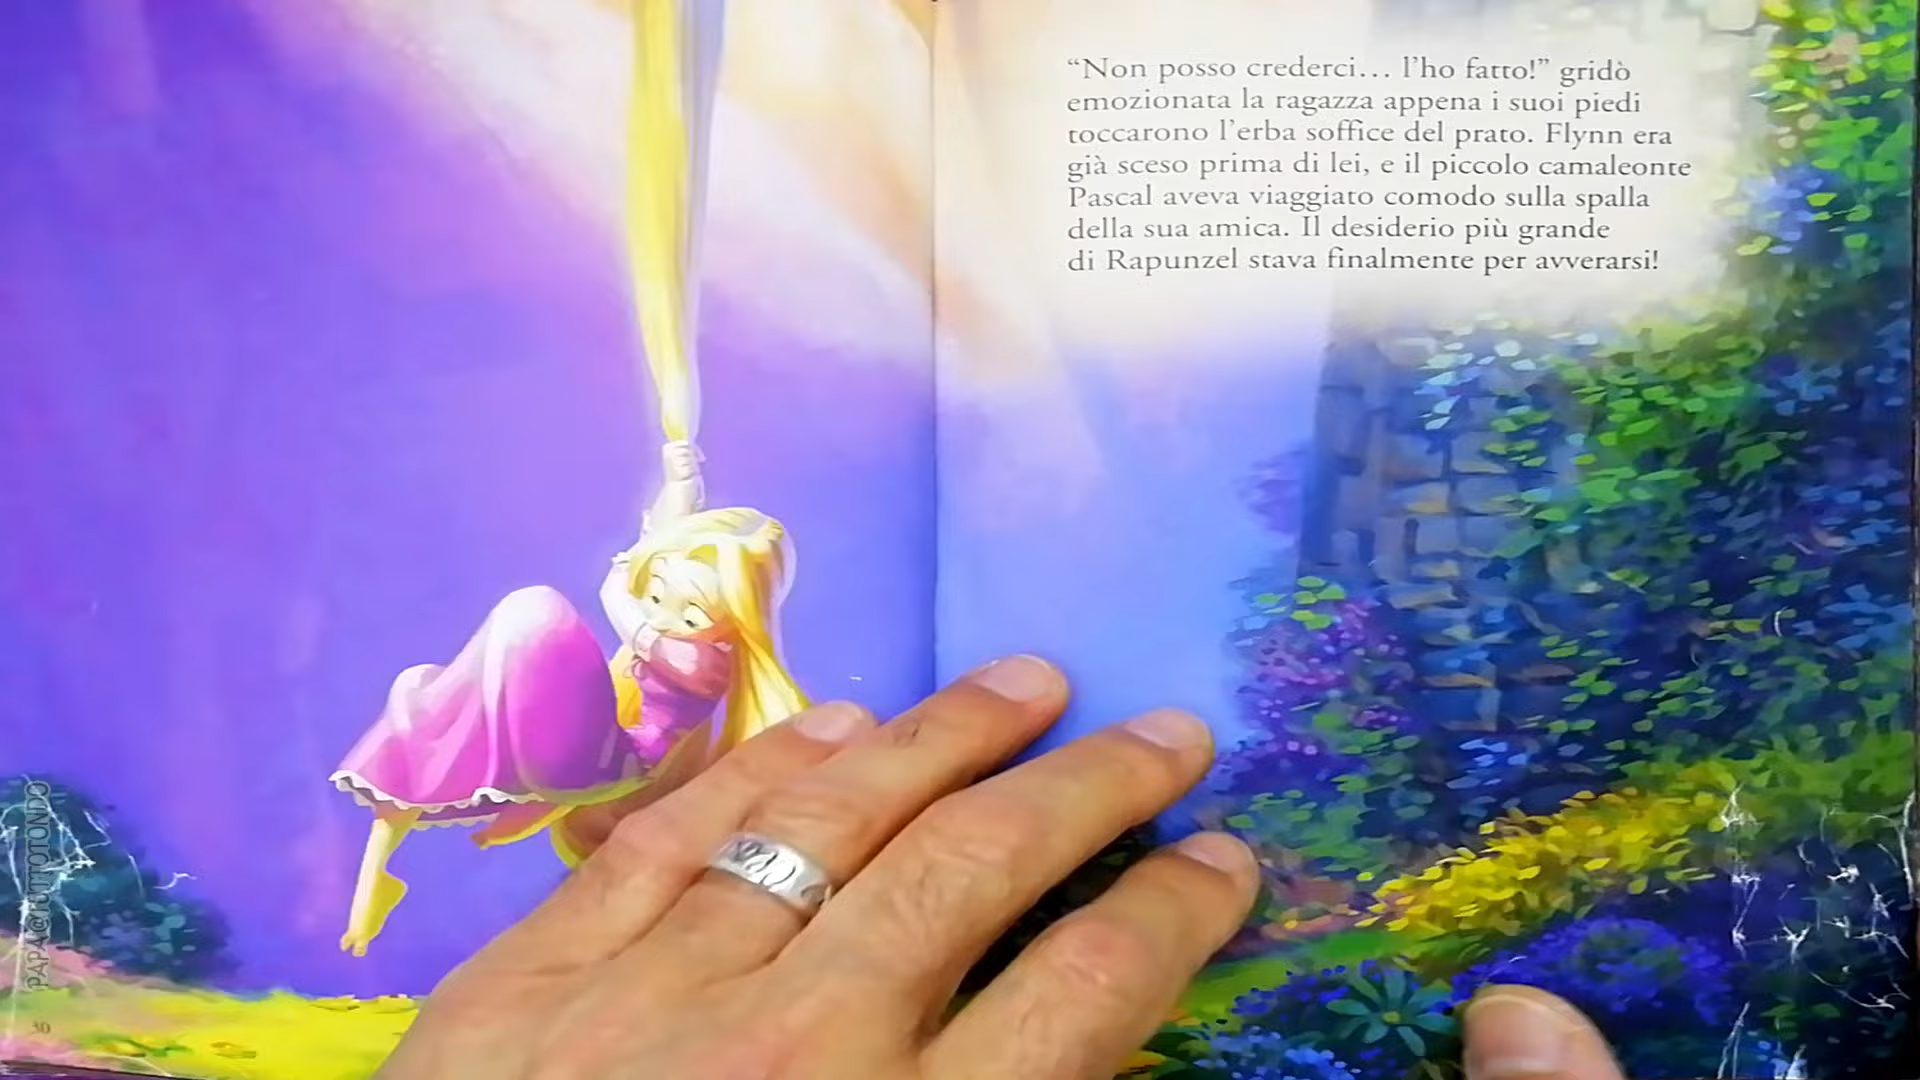 “Non posso crederci… l’ho fatto!” gridò
emozionata la ragazza appena i suoi piedi
toccarono l’erba soffice del prato. Flynn era
già sceso prima di lei, e il piccolo camaleonte
Pascal aveva viaggiato comodo sulla spalla
della sua amica. Il desiderio più grande
di Rapunzel stava finalmente per avverarsi!
PAPA@TUTTOTONDO